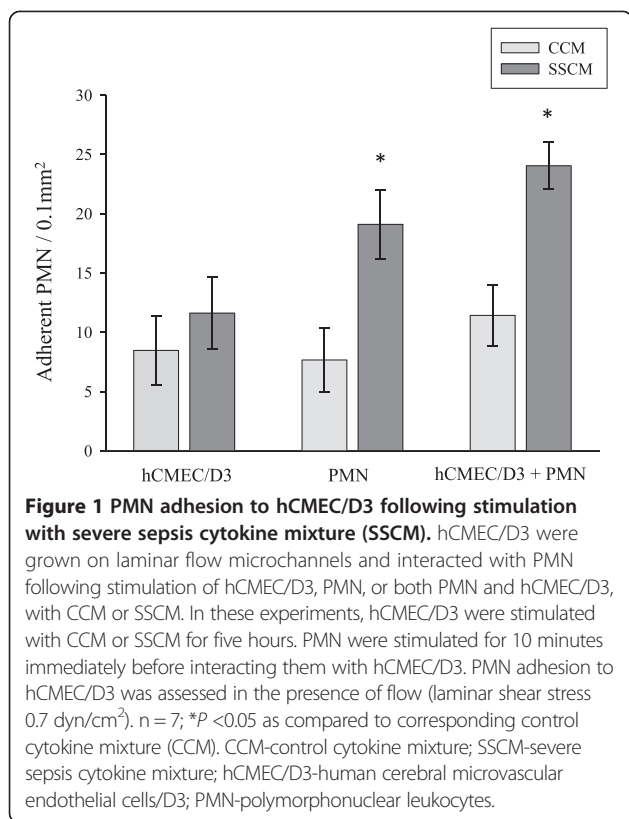 CCM
SSCM
30
25
20
15
10
5
0
Adherent PMN / 0.1mm²
*
*
hCMEC/D3
PMN
hCMEC/D3 + PMN
Figure 1 PMN adhesion to hCMEC/D3 following stimulation
with severe sepsis cytokine mixture (SSCM). hCMEC/D3 were
grown on laminar flow microchannels and interacted with PMN
following stimulation of hCMEC/D3, PMN, or both PMN and hCMEC/D3,
with CCM or SSCM. In these experiments, hCMEC/D3 were stimulated
with CCM or SSCM for five hours. PMN were stimulated for 10 minutes
immediately before interacting them with hCMEC/D3. PMN adhesion to
hCMEC/D3 was assessed in the presence of flow (laminar shear stress
0.7 dyn/cm²). n = 7; *P <0.05 as compared to corresponding control
cytokine mixture (CCM). CCM-control cytokine mixture; SSCM-severe
sepsis cytokine mixture; hCMEC/D3-human cerebral microvascular
endothelial cells/D3; PMN-polymorphonuclear leukocytes.